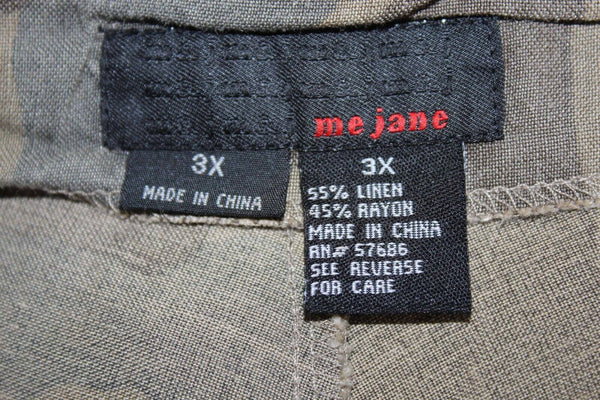 me jane
3X
MADE IN CHINA
3X
55% LINEN
45% RAYON
MADE IN CHINA
RN# 57686
SEE REVERSE
FOR CARE